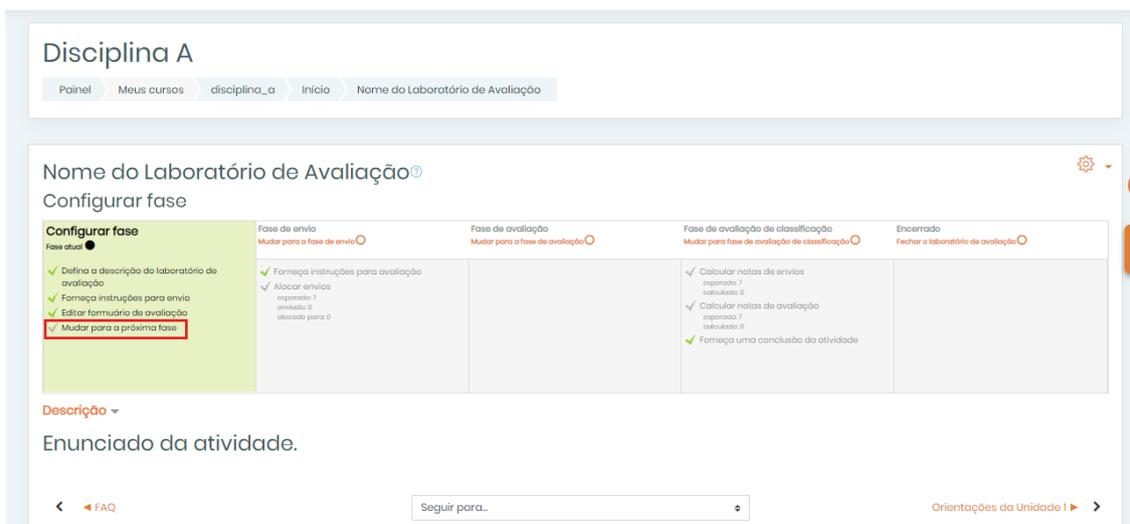 Disciplina A
Painel Meus cursos disciplina_a Início Nome do Laboratório de Avaliação
Nome do Laboratório de Avaliação
Configurar fase
Configurar fase
Fase atual
Defina a descrição do laboratório de
avaliação
Forneça instruções para envio
Editar formuário de avaliação
Mudar para a próxima fase
Fase de envio
Mudar para a fase de envio
Forneça instruções para avaliação
Alocar envios
esperado: 7
enviado: 0
alocado para: 0
Fase de avaliação
Mudar para a fase de avaliação
Fase de avaliação de classificação
Mudar para fase de avaliação de classificação
Calcular notas de envios
esperado: 7
calculado: 0
Calcular notas de avaliação
esperado: 7
calculado: 0
Forneça uma conclusão da atividade
Encerrado
Fechar o laboratório de avaliação
Descrição
Enunciado da atividade.
◄ FAQ
Seguir para...
Orientações da Unidade 1 ►